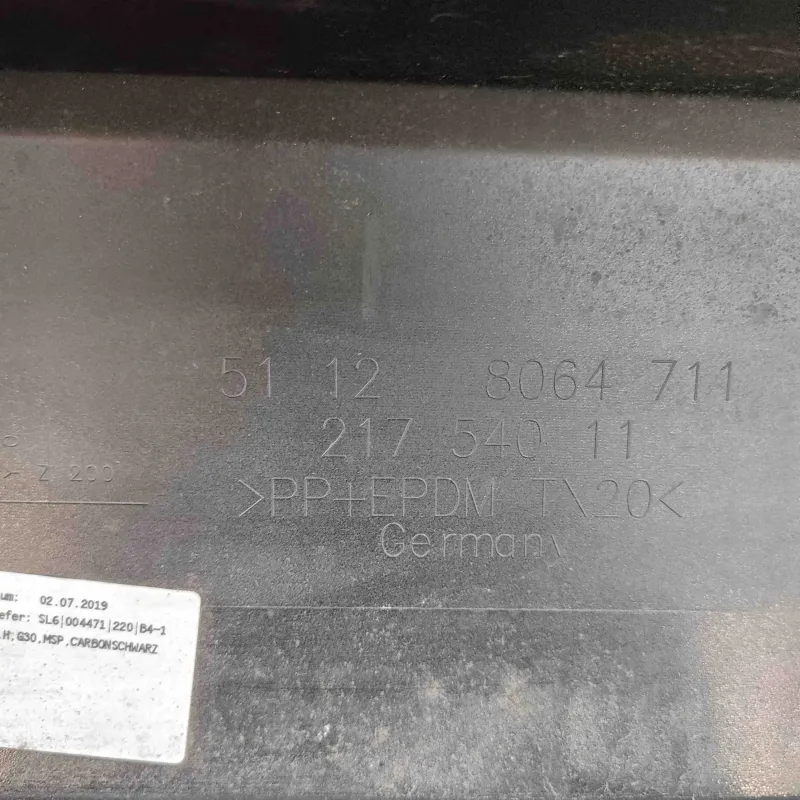 51 12 8064 711
217 540 11
Z 200
>PP+EPDM T\20<
Germany
um: 02.07.2019
efer: SL6|004471|220|B4-1
.H.G30.MSP.CARBONSCHWARZ